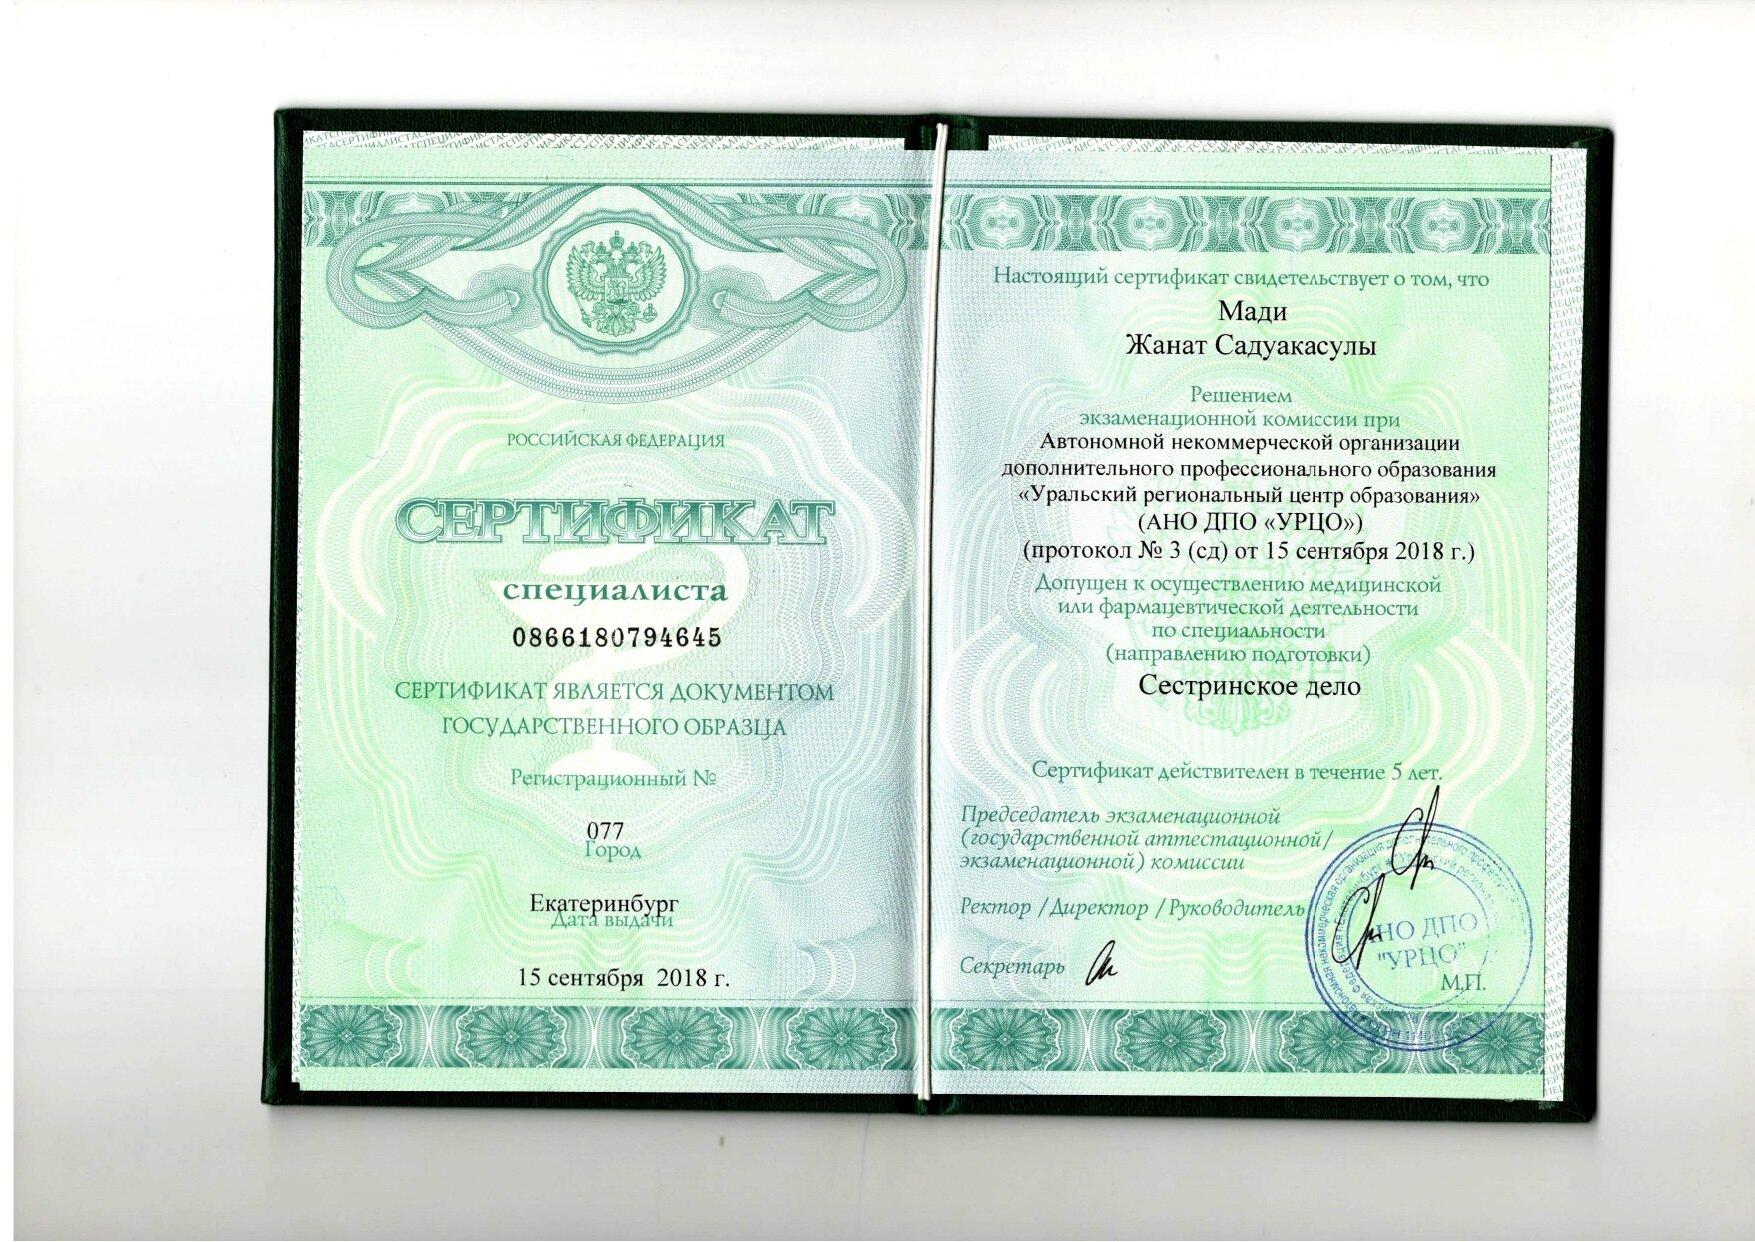 РОССИЙСКАЯ ФЕДЕРАЦИЯ
СЕРТИФИКАТ
специалиста
0866180794645
СЕРТИФИКАТ ЯВЛЯЕТСЯ ДОКУМЕНТОМ
ГОСУДАРСТВЕННОГО ОБРАЗЦА
Регистрационный №
077
Город
Екатеринбург
Дата выдачи
15 сентября 2018 г.
Настоящий сертификат свидетельствует о том, что
Мади
Жанат Садуакасулы
Решением
экзаменационной комиссии при
Автономной некоммерческой организации
дополнительного профессионального образования
«Уральский региональный центр образования»
(АНО ДПО «УРЦО»)
(протокол № 3 (сд) от 15 сентября 2018 г.)
Допущен к осуществлению медицинской
или фармацевтической деятельности
по специальности
(направлению подготовки)
Сестринское дело
Сертификат действителен в течение 5 лет.
Председатель экзаменационной
(государственной аттестационной/
экзаменационной) комиссии
Ректор /Директор /Руководитель
Секретарь
АНО ДПО
"УРЦО"
М.П.